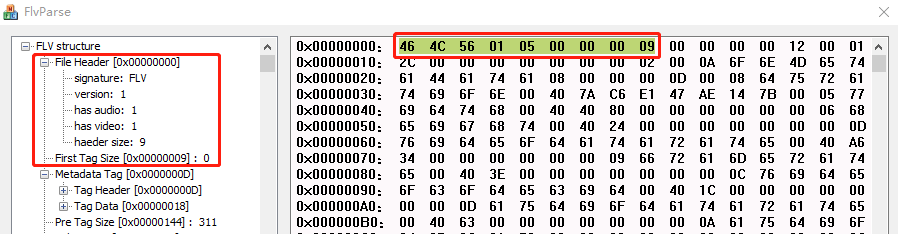 FlvParse
FLV structure
File Header [0x00000000]
signature: FLV
version: 1
has audio: 1
has video: 1
haeder size: 9
First Tag Size [0x00000009] : 0
Metadata Tag [0x0000000D]
Tag Header [0x0000000D]
Tag Data [0x00000018]
Pre Tag Size [0x00000144] : 311
0x00000000: 46 4C 56 01 05 00 00 00 09 00 00 00 00 12 00 01
0x00000010: 2C 00 00 00 00 00 00 00 02 00 0A 6F 6E 4D 65 74
0x00000020: 61 44 61 74 61 08 00 00 00 0D 00 08 64 75 72 61
0x00000030: 74 69 6F 6E 00 40 7A C6 E1 47 AE 14 7B 00 05 77
0x00000040: 69 64 74 68 00 40 80 00 00 00 00 00 00 00 06 68
0x00000050: 65 69 67 68 74 00 40 24 00 00 00 00 00 00 00 0D
0x00000060: 76 69 64 65 6F 64 61 74 61 72 61 74 65 00 40 A6
0x00000070: 34 00 00 00 00 00 00 09 66 72 61 6D 65 72 61 74
0x00000080: 65 00 40 3E 00 00 00 00 00 00 0C 76 69 64 65
0x00000090: 6F 63 6F 64 65 63 69 64 00 40 1C 00 00 00 00 00
0x000000A0: 00 00 0D 61 75 64 69 6F 64 61 74 61 72 61 74 65
0x000000B0: 00 40 63 00 00 00 00 00 00 00 0A 61 75 64 69 6F